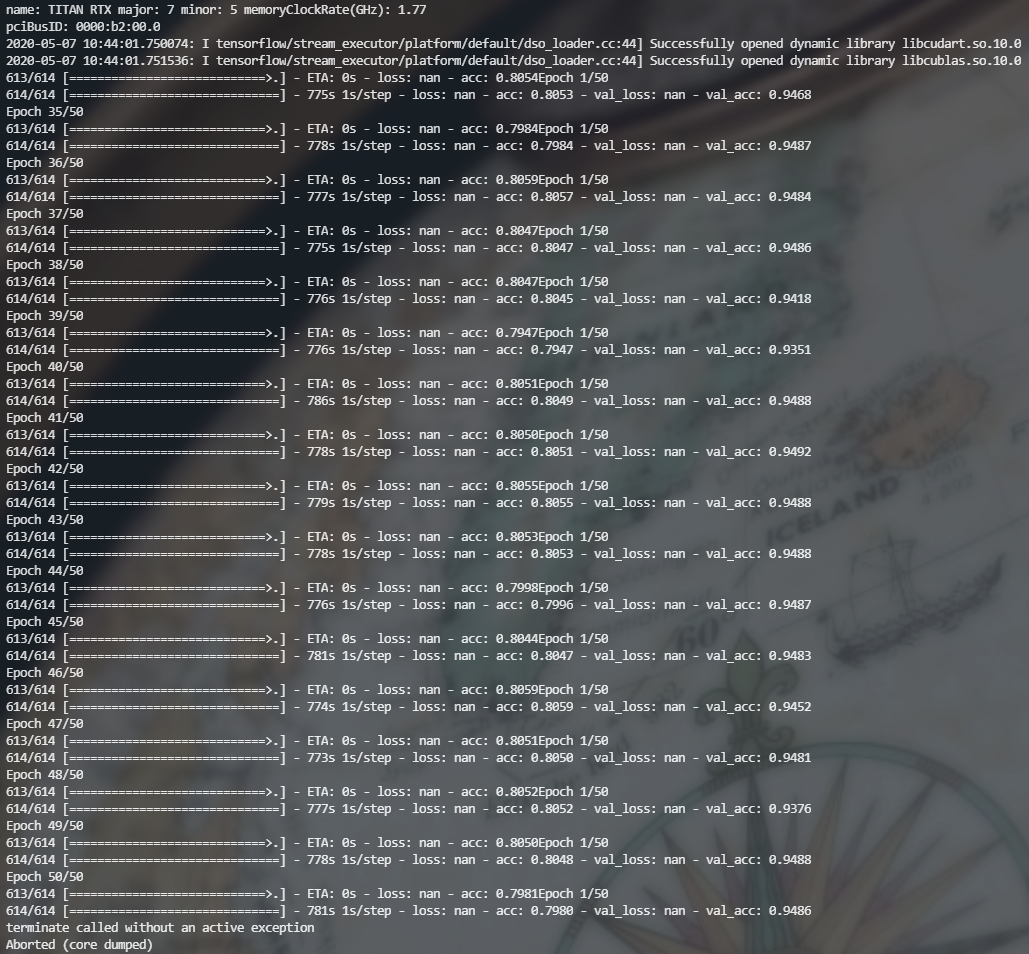 name: TITAN RTX major: 7 minor: 5 memoryClockRate(GHz): 1.77
pciBusID: 0000:b2:00.0
2020-05-07 10:44:01.750074: I tensorflow/stream_executor/platform/default/dso_loader.cc:44] Successfully opened dynamic library libcudart.so.10.0
2020-05-07 10:44:01.751536: I tensorflow/stream_executor/platform/default/dso_loader.cc:44] Successfully opened dynamic library libcublas.so.10.0
613/614 [============================>.] - ETA: 0s - loss: nan - acc: 0.8054Epoch 1/50
614/614 [==============================] - 775s 1s/step - loss: nan - acc: 0.8053 - val_loss: nan - val_acc: 0.9468
Epoch 35/50
613/614 [============================>.] - ETA: 0s - loss: nan - acc: 0.7984Epoch 1/50
614/614 [==============================] - 778s 1s/step - loss: nan - acc: 0.7984 - val_loss: nan - val_acc: 0.9487
Epoch 36/50
613/614 [============================>.] - ETA: 0s - loss: nan - acc: 0.8059Epoch 1/50
614/614 [==============================] - 777s 1s/step - loss: nan - acc: 0.8057 - val_loss: nan - val_acc: 0.9484
Epoch 37/50
613/614 [============================>.] - ETA: 0s - loss: nan - acc: 0.8047Epoch 1/50
614/614 [==============================] - 775s 1s/step - loss: nan - acc: 0.8047 - val_loss: nan - val_acc: 0.9486
Epoch 38/50
613/614 [============================>.] - ETA: 0s - loss: nan - acc: 0.8047Epoch 1/50
614/614 [==============================] - 776s 1s/step - loss: nan - acc: 0.8045 - val_loss: nan - val_acc: 0.9418
Epoch 39/50
613/614 [============================>.] - ETA: 0s - loss: nan - acc: 0.7947Epoch 1/50
614/614 [==============================] - 776s 1s/step - loss: nan - acc: 0.7947 - val_loss: nan - val_acc: 0.9351
Epoch 40/50
613/614 [============================>.] - ETA: 0s - loss: nan - acc: 0.8051Epoch 1/50
614/614 [==============================] - 786s 1s/step - loss: nan - acc: 0.8049 - val_loss: nan - val_acc: 0.9488
Epoch 41/50
613/614 [============================>.] - ETA: 0s - loss: nan - acc: 0.8050Epoch 1/50
614/614 [==============================] - 778s 1s/step - loss: nan - acc: 0.8051 - val_loss: nan - val_acc: 0.9492
Epoch 42/50
613/614 [============================>.] - ETA: 0s - loss: nan - acc: 0.8055Epoch 1/50
614/614 [==============================] - 779s 1s/step - loss: nan - acc: 0.8055 - val_loss: nan - val_acc: 0.9488
Epoch 43/50
613/614 [============================>.] - ETA: 0s - loss: nan - acc: 0.8053Epoch 1/50
614/614 [==============================] - 778s 1s/step - loss: nan - acc: 0.8053 - val_loss: nan - val_acc: 0.9488
Epoch 44/50
613/614 [============================>.] - ETA: 0s - loss: nan - acc: 0.7998Epoch 1/50
614/614 [==============================] - 776s 1s/step - loss: nan - acc: 0.7996 - val_loss: nan - val_acc: 0.9487
Epoch 45/50
613/614 [============================>.] - ETA: 0s - loss: nan - acc: 0.8044Epoch 1/50
614/614 [==============================] - 781s 1s/step - loss: nan - acc: 0.8047 - val_loss: nan - val_acc: 0.9483
Epoch 46/50
613/614 [============================>.] - ETA: 0s - loss: nan - acc: 0.8059Epoch 1/50
614/614 [==============================] - 774s 1s/step - loss: nan - acc: 0.8059 - val_loss: nan - val_acc: 0.9452
Epoch 47/50
613/614 [============================>.] - ETA: 0s - loss: nan - acc: 0.8051Epoch 1/50
614/614 [==============================] - 773s 1s/step - loss: nan - acc: 0.8050 - val_loss: nan - val_acc: 0.9481
Epoch 48/50
613/614 [============================>.] - ETA: 0s - loss: nan - acc: 0.8052Epoch 1/50
614/614 [==============================] - 777s 1s/step - loss: nan - acc: 0.8052 - val_loss: nan - val_acc: 0.9376
Epoch 49/50
613/614 [============================>.] - ETA: 0s - loss: nan - acc: 0.8050Epoch 1/50
614/614 [==============================] - 778s 1s/step - loss: nan - acc: 0.8048 - val_loss: nan - val_acc: 0.9488
Epoch 50/50
613/614 [============================>.] - ETA: 0s - loss: nan - acc: 0.7981Epoch 1/50
614/614 [==============================] - 781s 1s/step - loss: nan - acc: 0.7980 - val_loss: nan - val_acc: 0.9486
terminate called without an active exception
Aborted (core dumped)
ICELAND
60